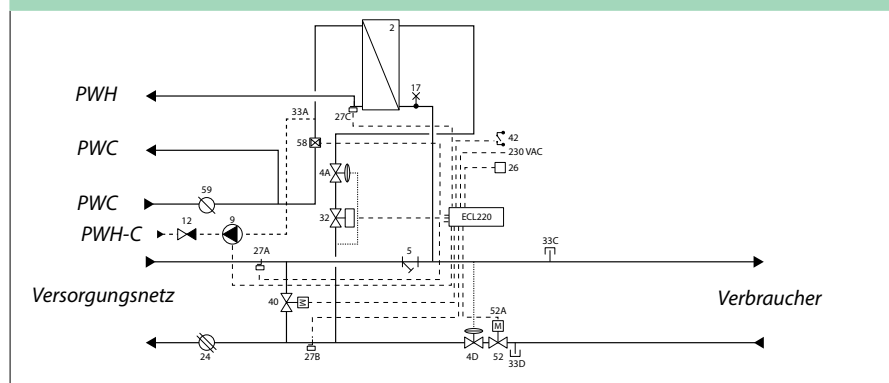 2
PWH
17
33A
27C
42
PWC
58
230 VAC
4A
26
59
PWC
32
ECL220
12
9
PWH-C
27A
5
33C
Versorgungsnetz
40
M
52A
Verbraucher
M
24
27B
4D
52
33D